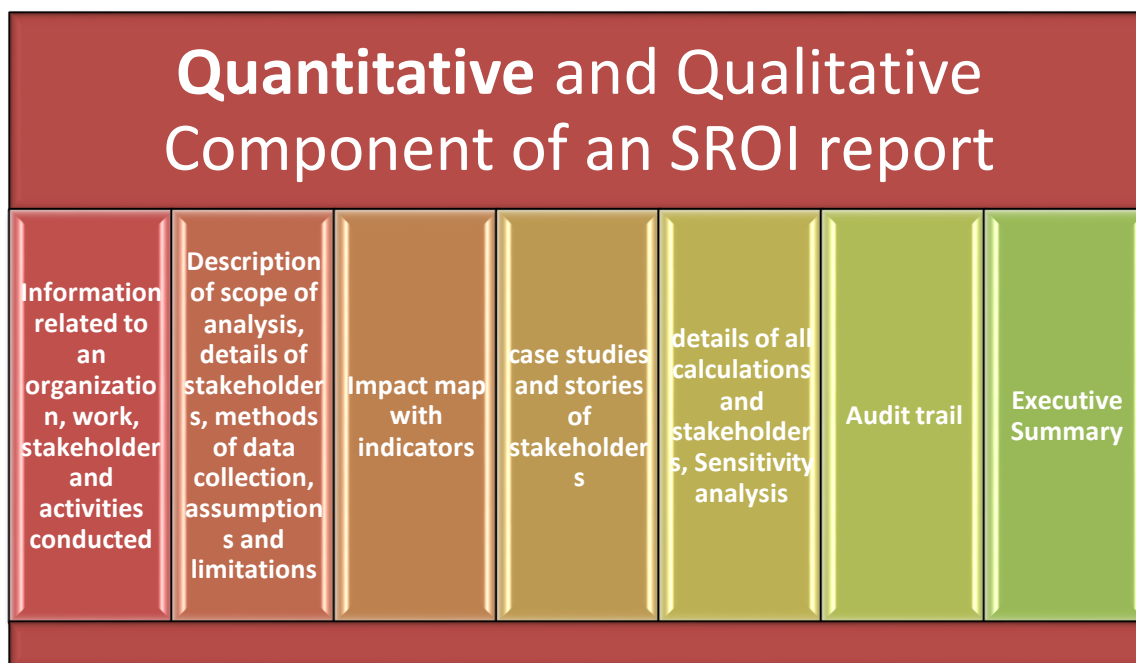 Quantitative and Qualitative
Component of an SROI report
Information
related to
an
organizatio
n, work,
stakeholder
and
activities
conducted
Description
of scope of
analysis,
details of
stakeholder
s, methods
of data
collection,
assumption
s and
limitations
Impact map
with
indicators
case studies
and stories
of
stakeholder
s
details of all
calculations
and
stakeholder
s, Sensitivity
analysis
Audit trail
Executive
Summary